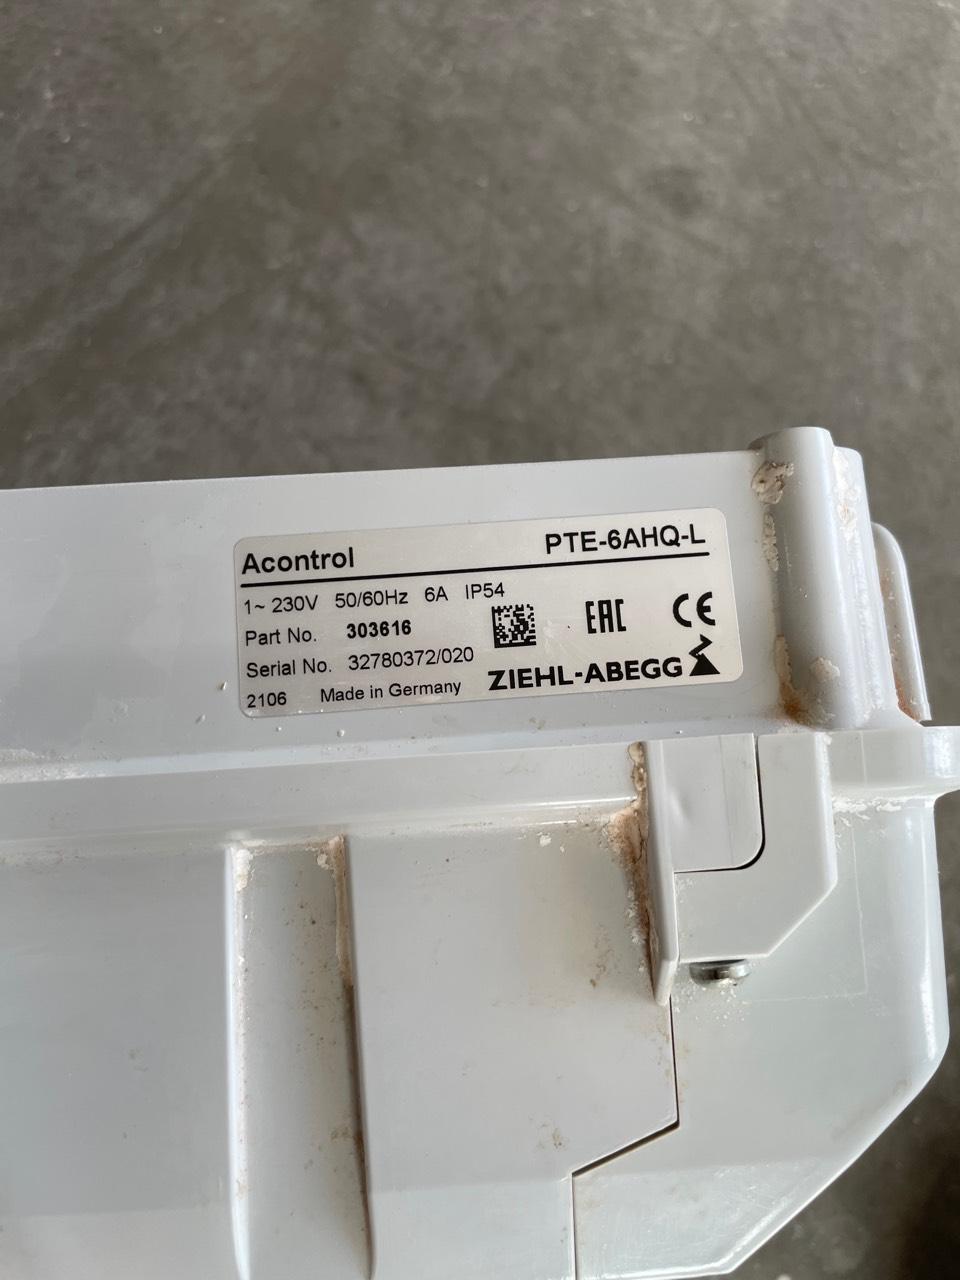 Acontrol PTE-6AHQ-L
1~ 230V 50/60Hz 6A IP54
Part No. 303616
Serial No. 32780372/020
2106 Made in Germany
EAC CE
ZIEHL-ABEGG